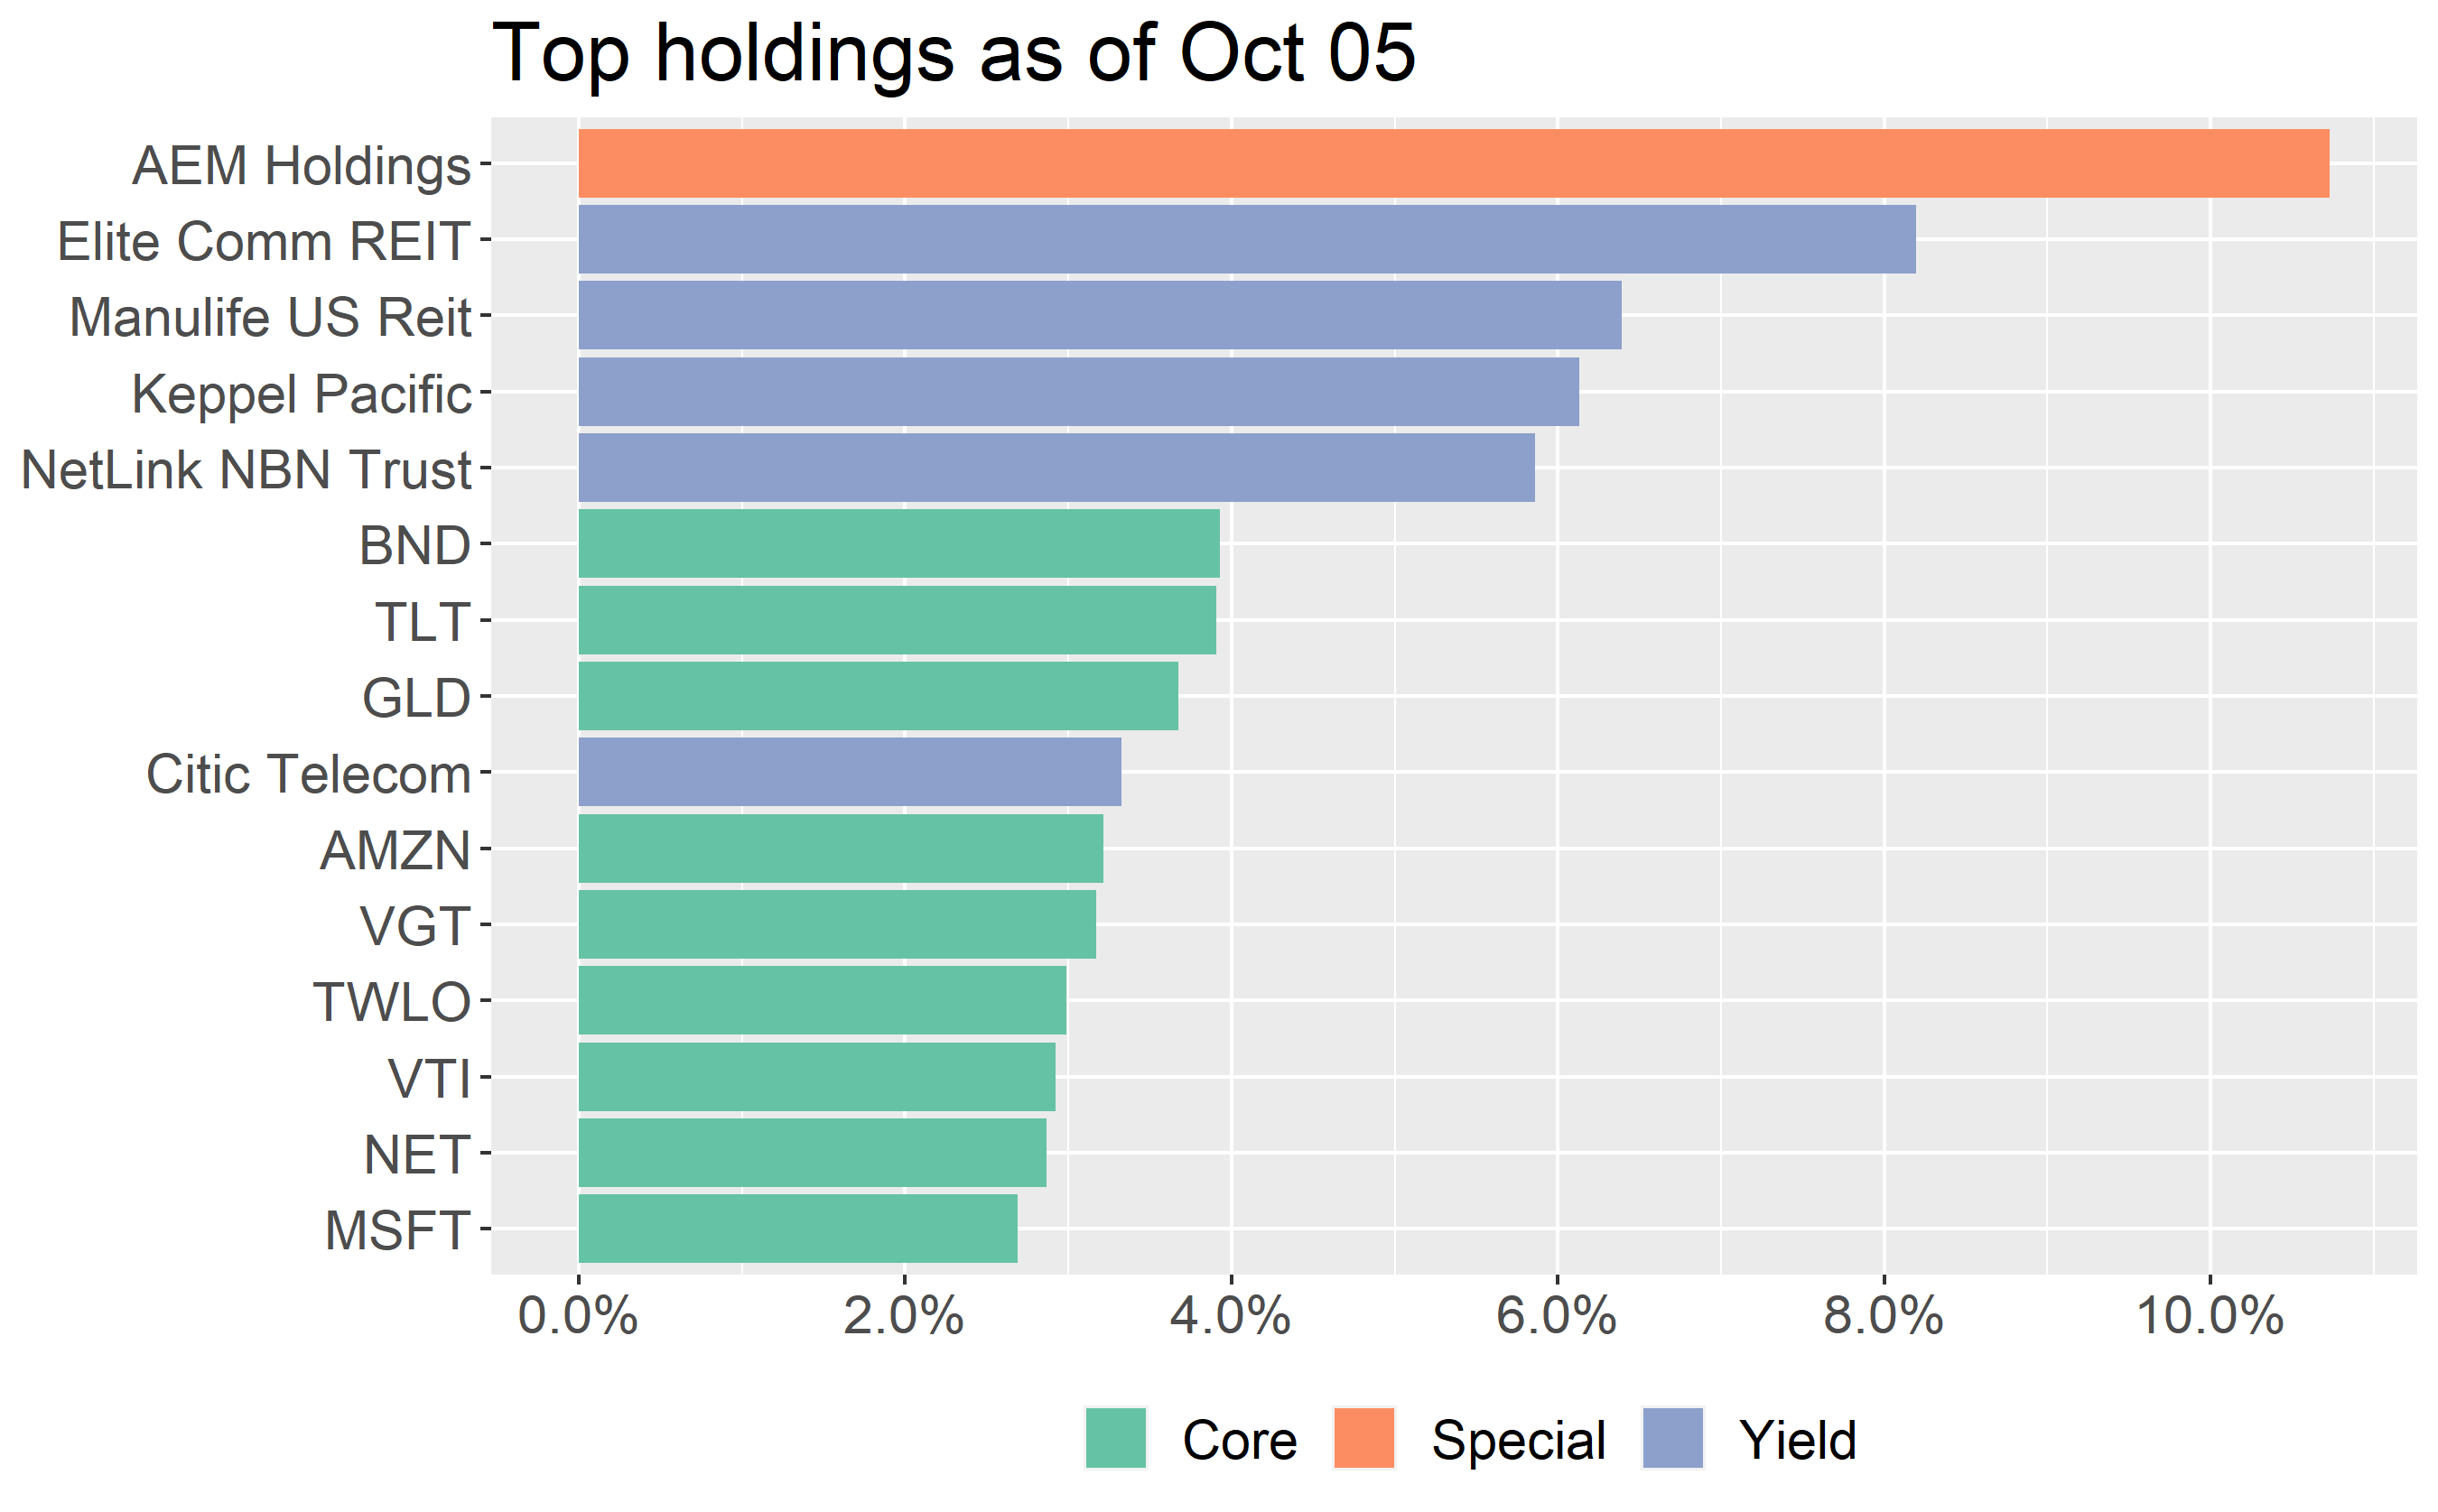 Top holdings as of Oct 05
AEM Holdings
Elite Comm REIT
Manulife US Reit
Keppel Pacific
NetLink NBN Trust
BND
TLT
GLD
Citic Telecom
AMZN
VGT
TWLO
VTI
NET
MSFT
0.0% 2.0% 4.0% 6.0% 8.0% 10.0%
Core Special Yield